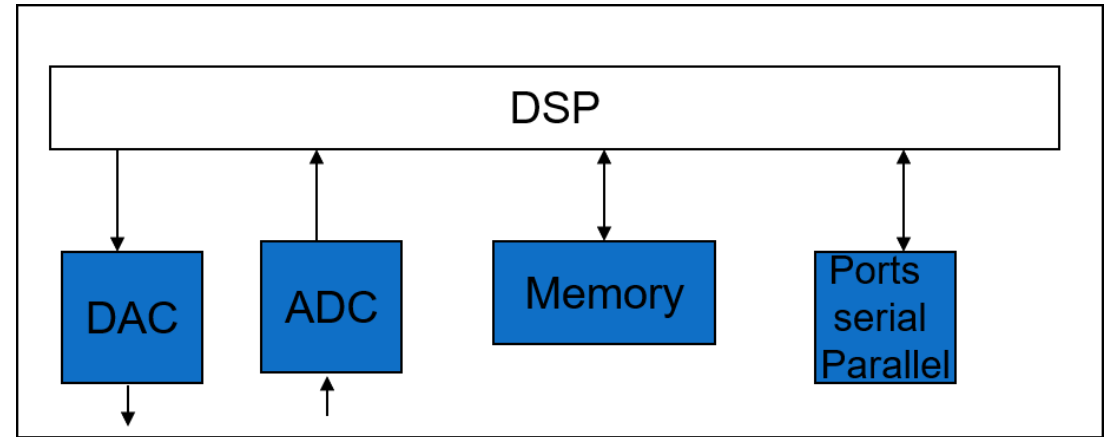 DSP
DAC
ADC
Memory
Ports
serial
Parallel